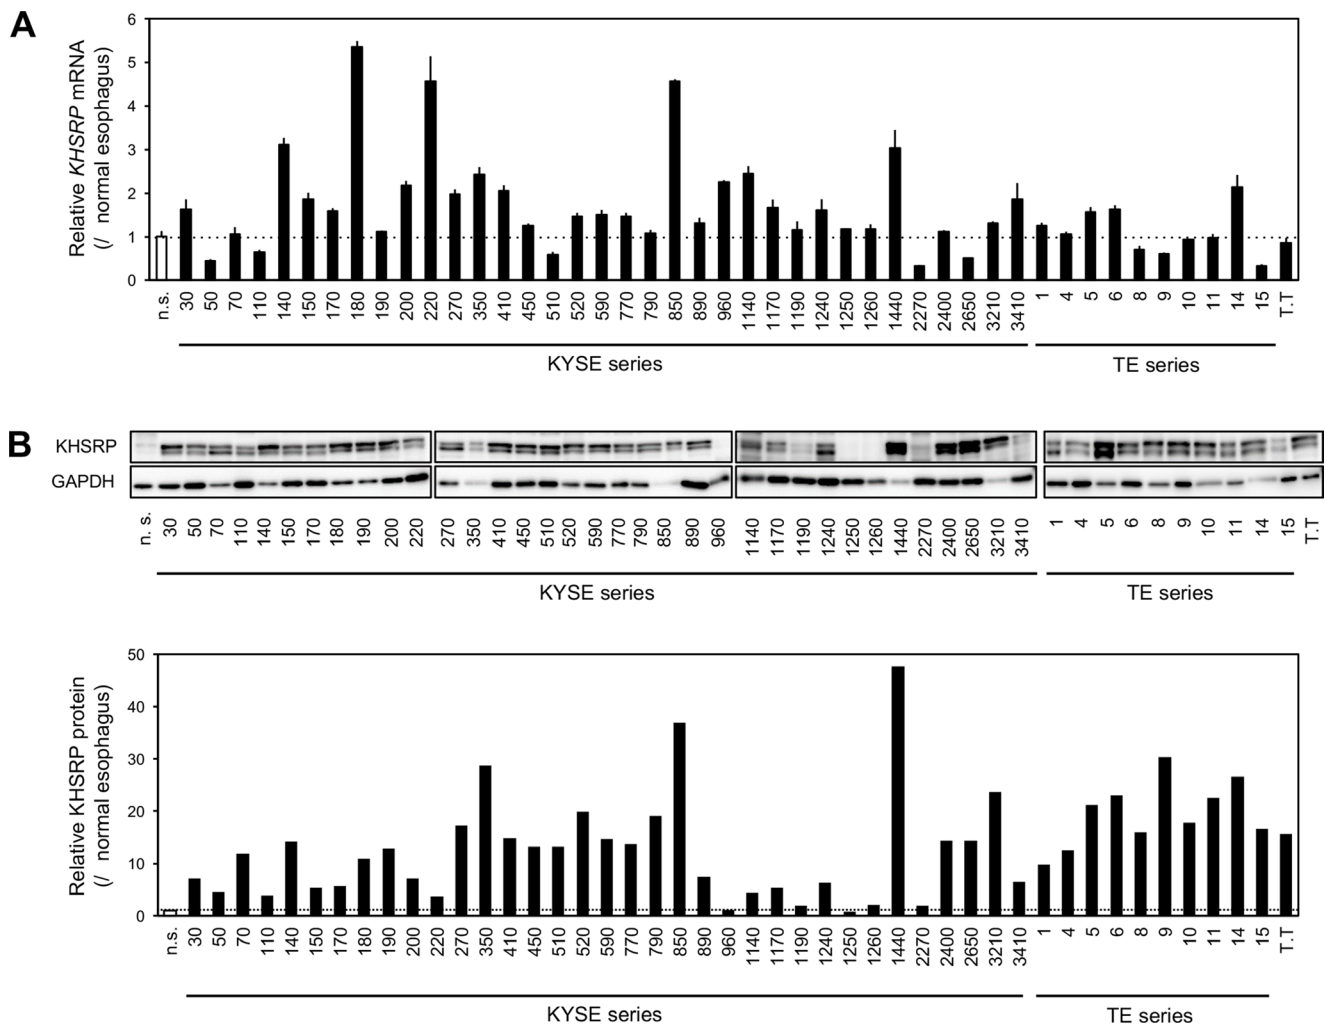 A
Relative KHSRP mRNA
(/ normal esophagus)
6
5
4
3
2
1
0
n.s. 30 50 70 110 140 150 170 180 190 200 220 270 350 410 450 510 520 590 770 790 850 890 960 1140 1170 1190 1240 1250 1260 1440 2270 2400 2650 3210 3410 1 4 5 6 8 9 10 11 14 15 T.T
KYSE series TE series
B
KHSRP
GAPDH
n. s. 30 50 70 110 140 150 170 180 190 200 220 270 350 410 450 510 520 590 770 790 850 890 960 1140 1170 1190 1240 1250 1260 1440 2270 2400 2650 3210 3410 1 4 5 6 8 9 10 11 14 15 T.T
KYSE series TE series
Relative KHSRP protein
(/ normal esophagus)
50
40
30
20
10
0
n.s. 30 50 70 110 140 150 170 180 190 200 220 270 350 410 450 510 520 590 770 790 850 890 960 1140 1170 1190 1240 1250 1260 1440 2270 2400 2650 3210 3410 1 4 5 6 8 9 10 11 14 15 T.T
KYSE series TE series